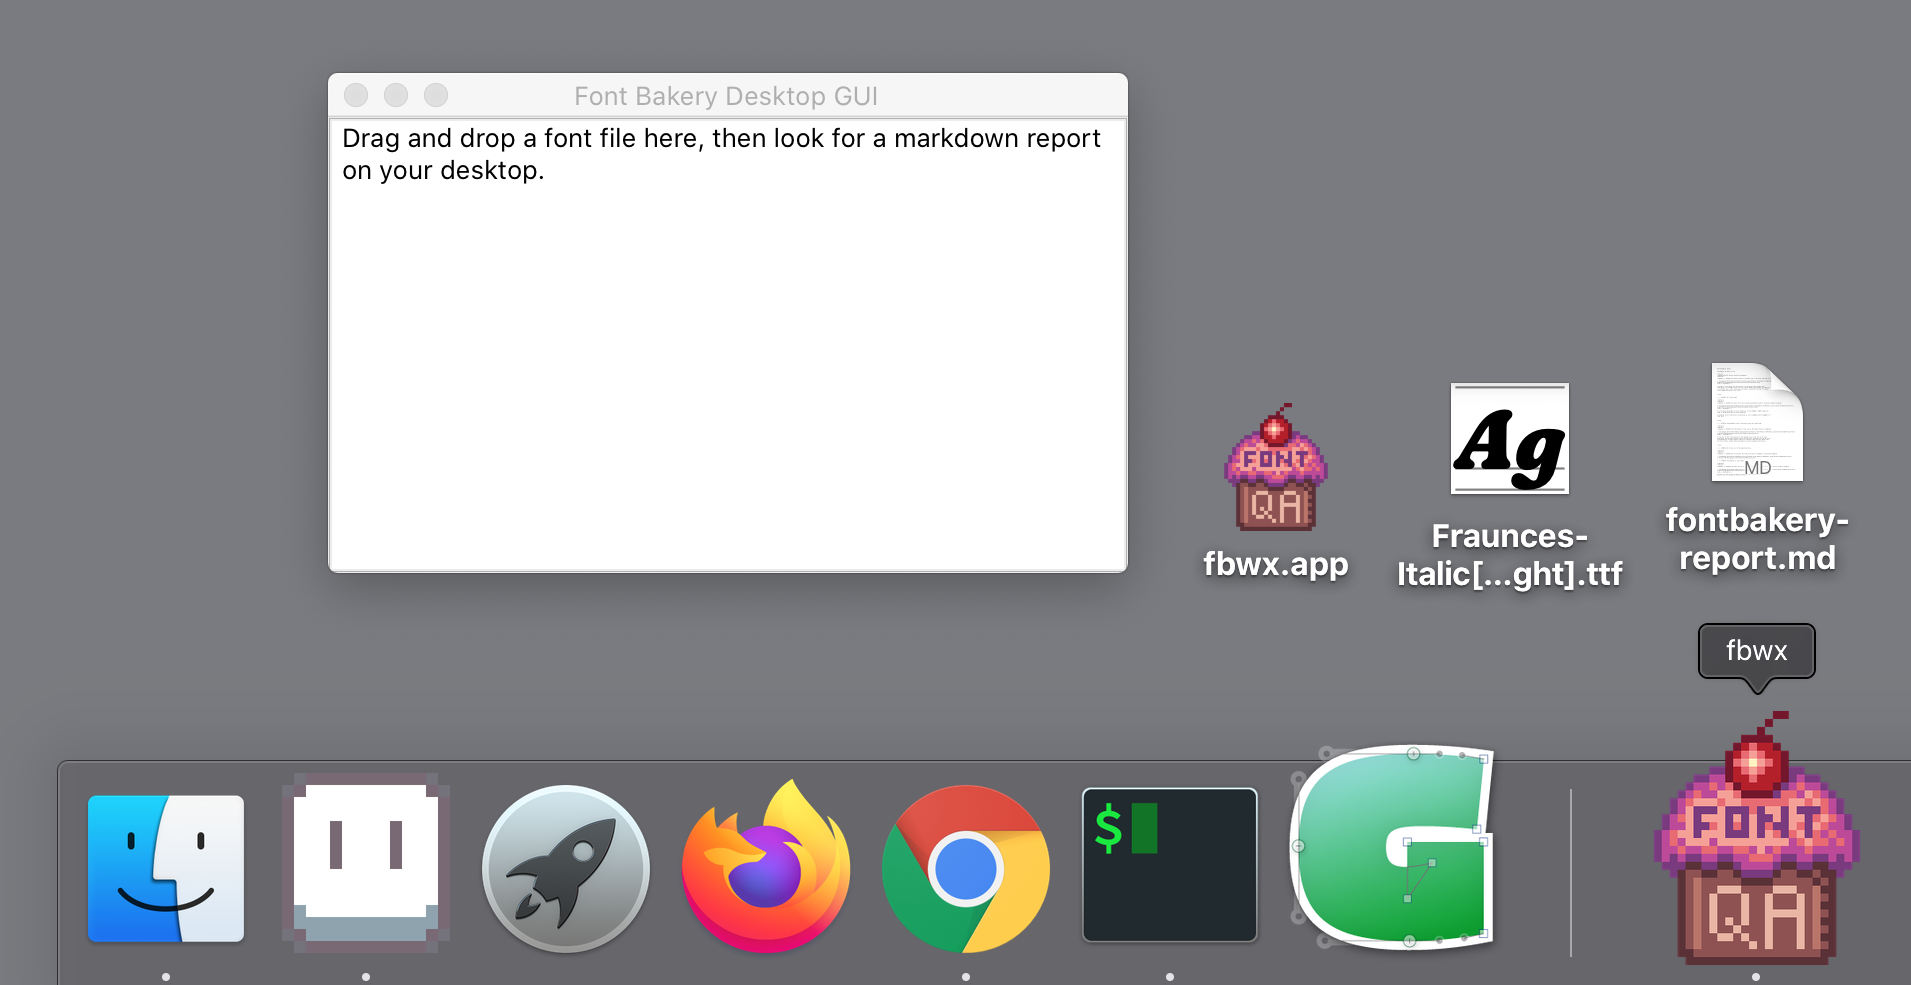 Font Bakery Desktop GUI
Drag and drop a font file here, then look for a markdown report
on your desktop.
FONT
QA
fbwx.app
Ag
Fraunces-
Italic[...ght].ttf
MD
fontbakery-
report.md
fbwx
$
G
FONT
QA